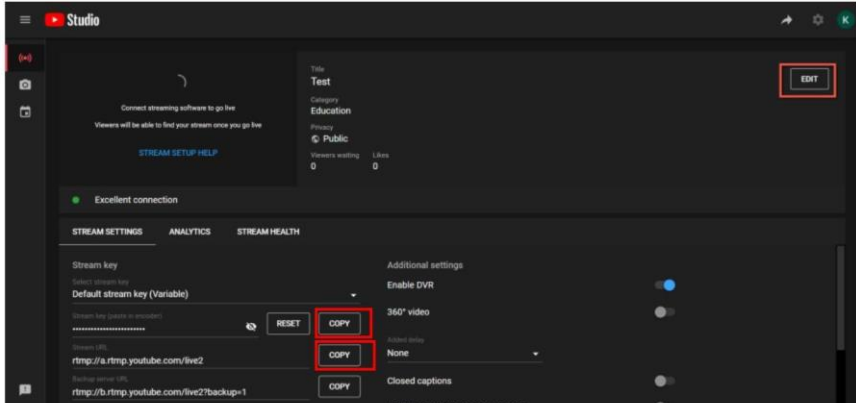 Studio
K
Connect streaming software to go live
Viewers will be able to find your stream once you go live
STREAM SETUP HELP
Title
Test
Category
Education
Privacy
Public
Viewers waiting Likes
0 0
EDIT
Excellent connection
STREAM SETTINGS ANALYTICS STREAM HEALTH
Stream key
Select stream key
Default stream key (Variable)
Stream key (paste in encoder)
•••••••••••••••••••••••• RESET COPY
Stream URL
rtmp://a.rtmp.youtube.com/live2 COPY
Backup server URL
rtmp://b.rtmp.youtube.com/live2?backup=1 COPY
Additional settings
Enable DVR
360° video
Added delay
None
Closed captions